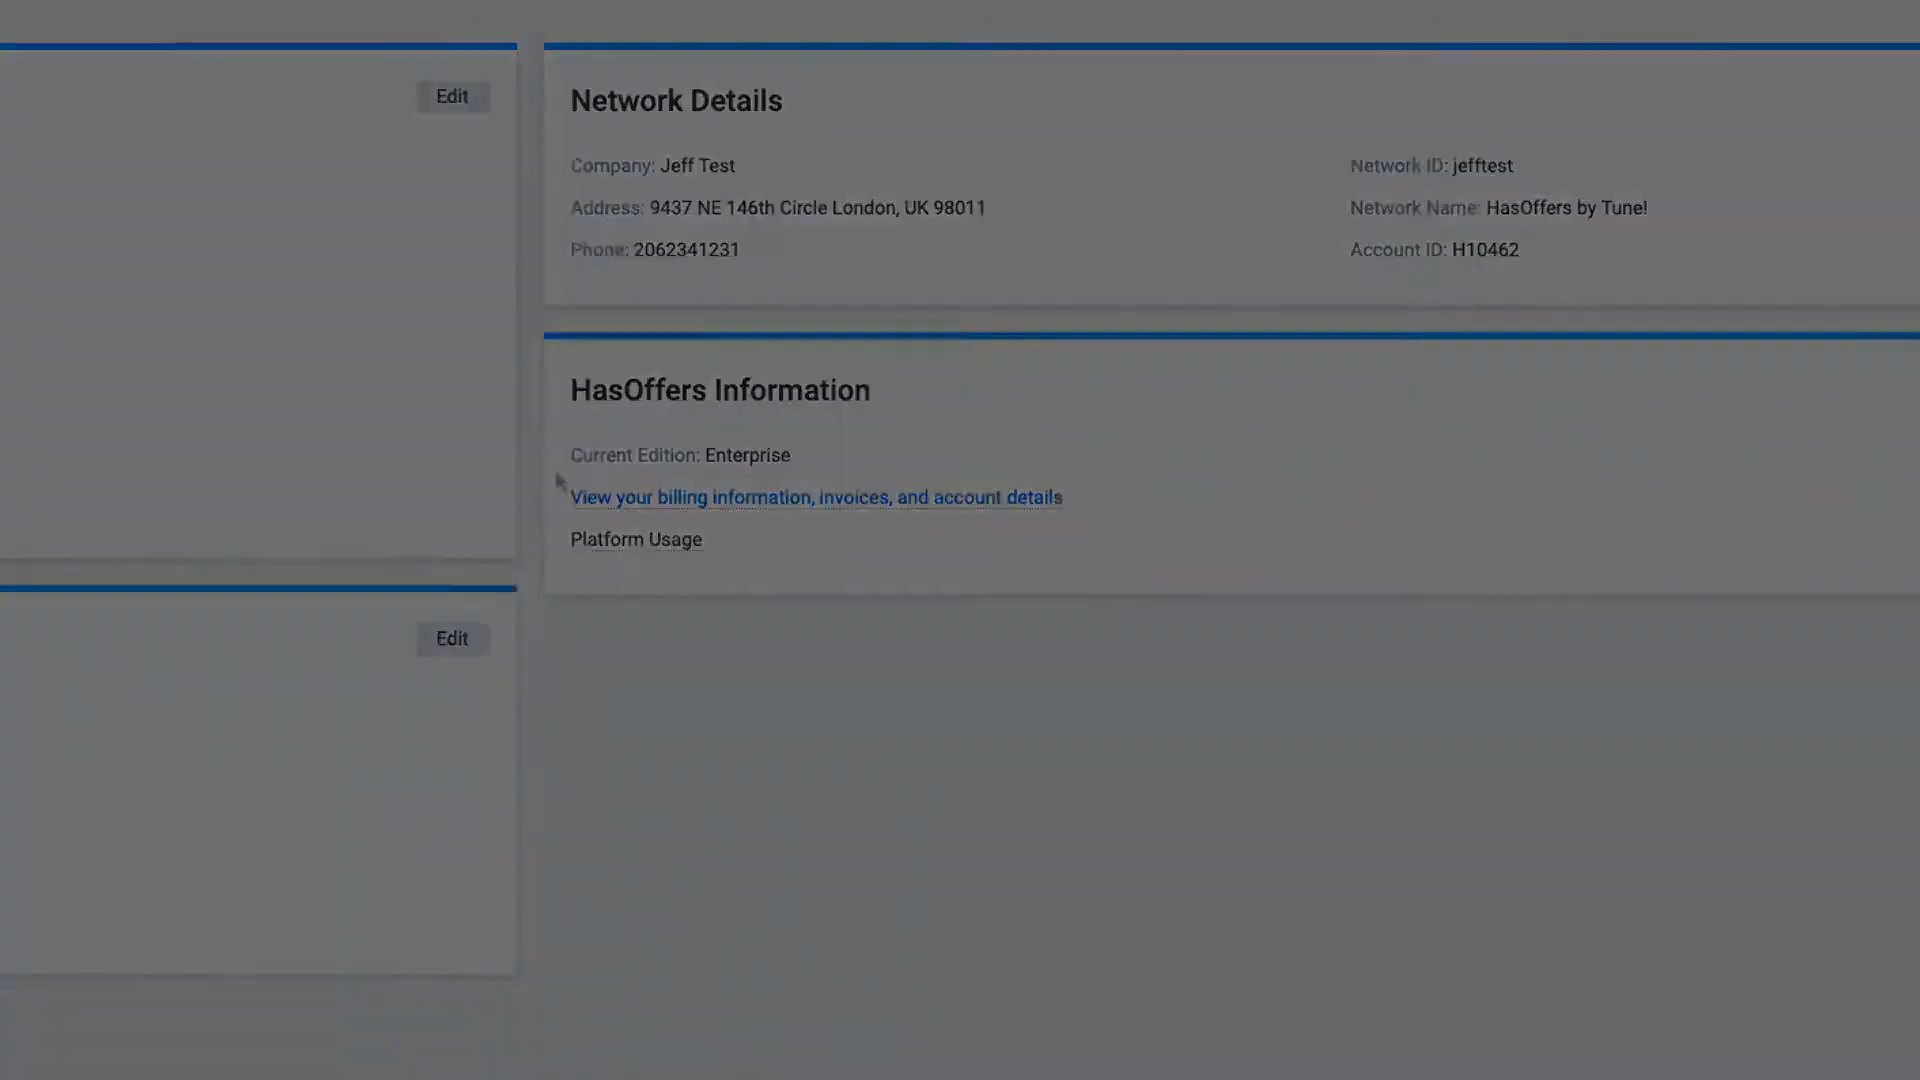 Edit
Network Details
Company: Jeff Test
Address: 9437 NE 146th Circle London, UK 98011
Phone: 2062341231
Network ID: jefftest
Network Name: HasOffers by Tune!
Account ID: H10462
HasOffers Information
Current Edition: Enterprise
View your billing information, invoices, and account details
Platform Usage
Edit